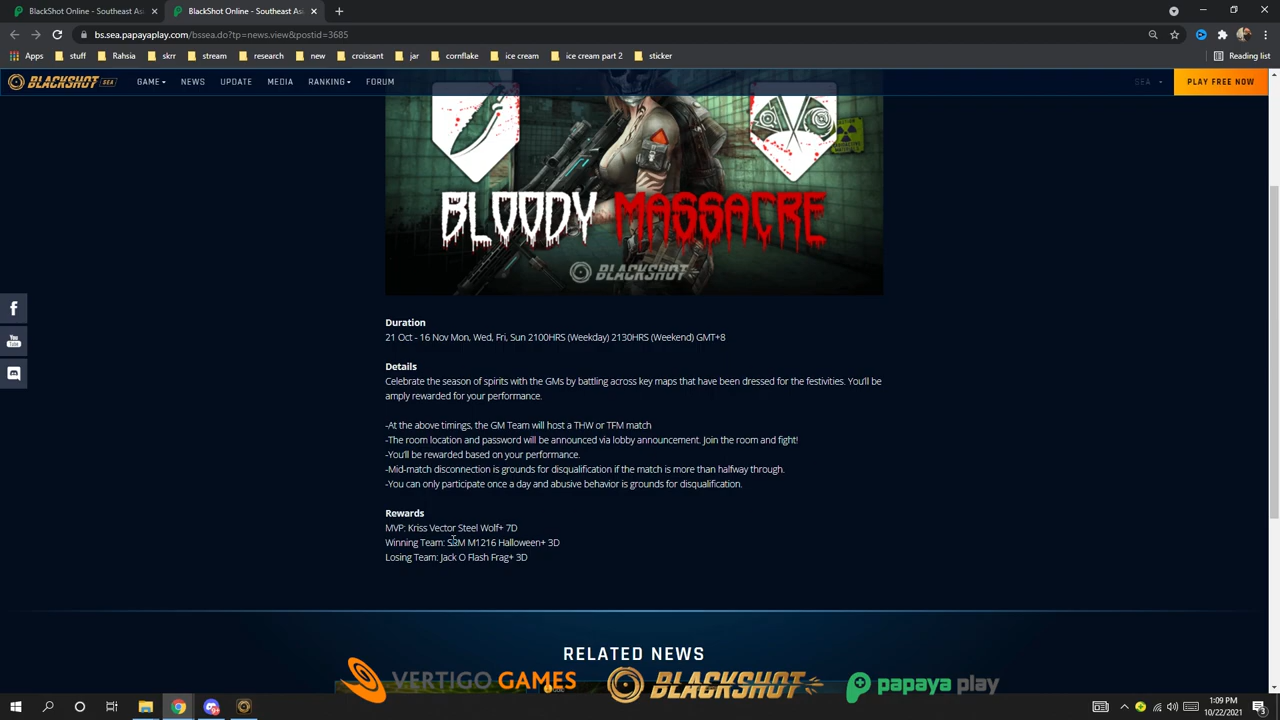 BlackShot Online - Southeast As
BlackShot Online - Southeast As
bs.sea.papayaplay.com/bssea.do?tp=news.view&postid=3685
Apps stuff Rahsia skrr stream research new croissant jar cornflake ice cream ice cream part 2 sticker Reading list
BLACKSHOT SEA GAME NEWS UPDATE MEDIA RANKING FORUM SEA PLAY FREE NOW
BLOODY MASSACRE
BLACKSHOT
Duration
21 Oct - 16 Nov Mon, Wed, Fri, Sun 2100HRS (Weekday) 2130HRS (Weekend) GMT+8
Details
Celebrate the season of spirits with the GMs by battling across key maps that have been dressed for the festivities. You'll be
amply rewarded for your performance.
-At the above timings, the GM Team will host a THW or TFM match
-The room location and password will be announced via lobby announcement. Join the room and fight!
-You'll be rewarded based on your performance.
-Mid-match disconnection is grounds for disqualification if the match is more than halfway through.
-You can only participate once a day and abusive behavior is grounds for disqualification.
Rewards
MVP: Kriss Vector Steel Wolf+ 7D
Winning Team: SRM M1216 Halloween+ 3D
Losing Team: Jack O Flash Frag+ 3D
RELATED NEWS
VERTIGO GAMES BLACKSHOT papaya play
1:09 PM
10/22/2021